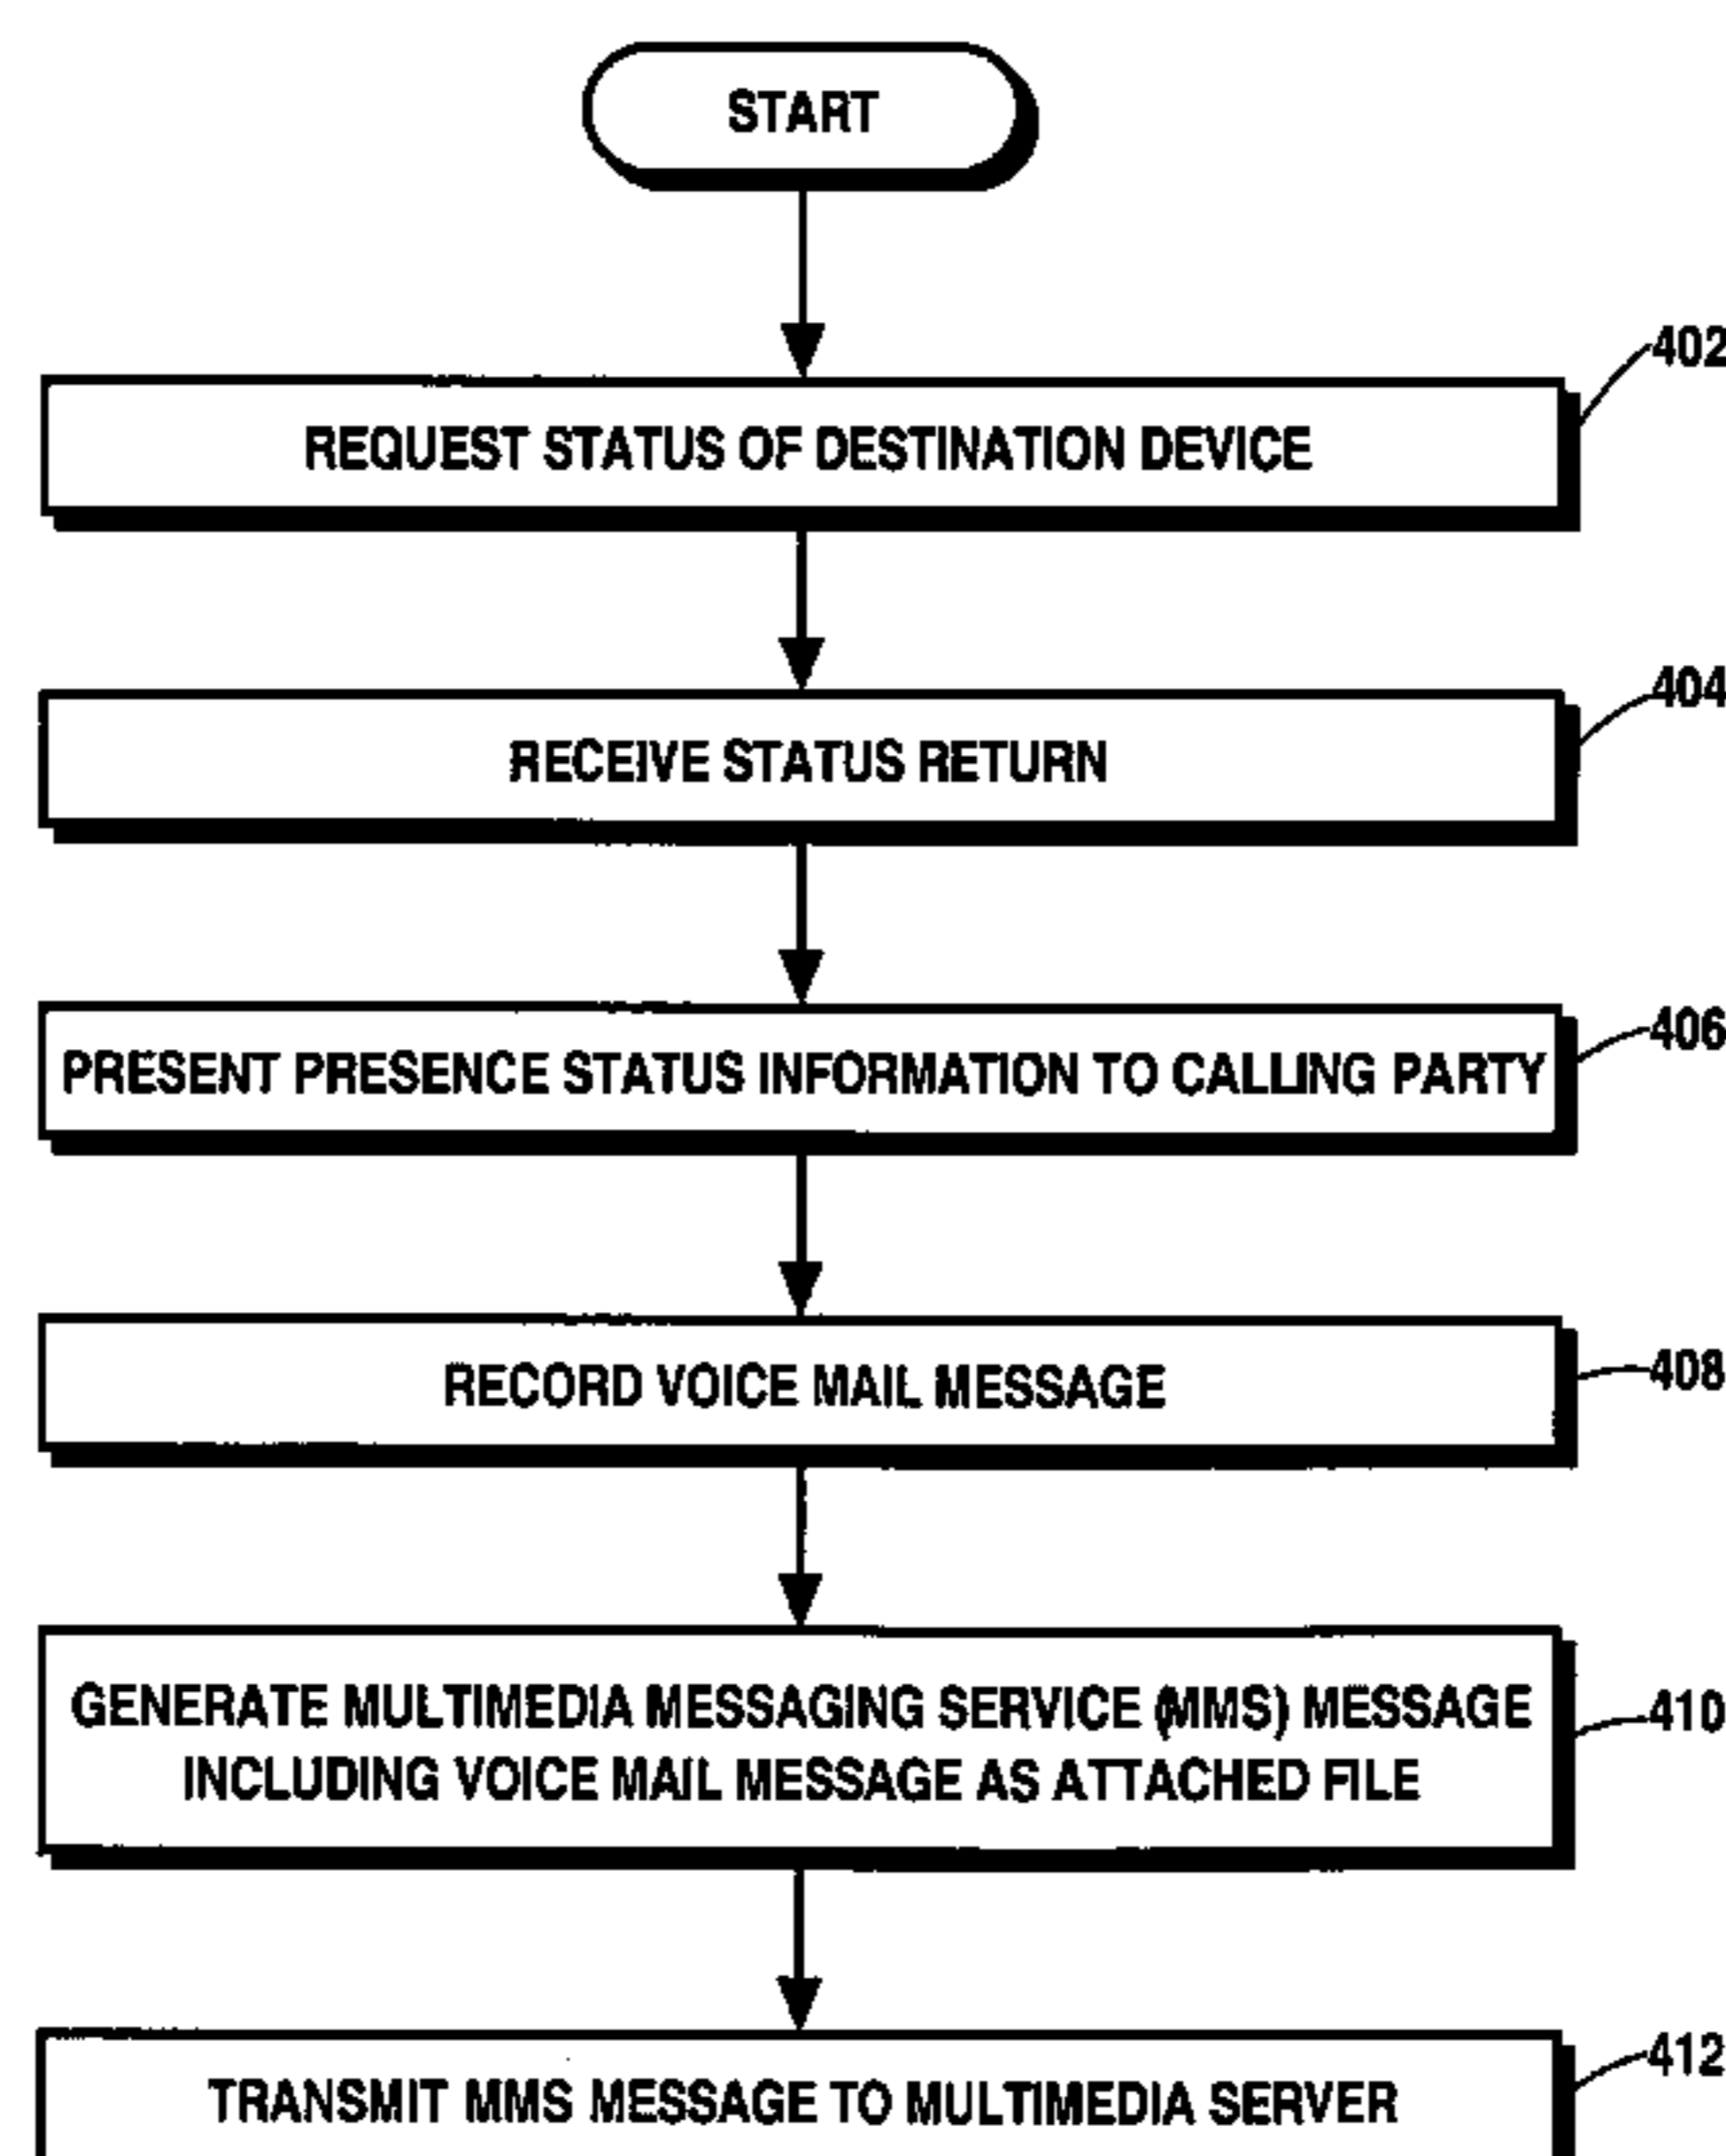 START
402
REQUEST STATUS OF DESTINATION DEVICE
404
RECEIVE STATUS RETURN
406
PRESENT PRESENCE STATUS INFORMATION TO CALLING PARTY
408
RECORD VOICE MAIL MESSAGE
410
GENERATE MULTIMEDIA MESSAGING SERVICE (MMS) MESSAGE
INCLUDING VOICE MAIL MESSAGE AS ATTACHED FILE
412
TRANSMIT MMS MESSAGE TO MULTIMEDIA SERVER